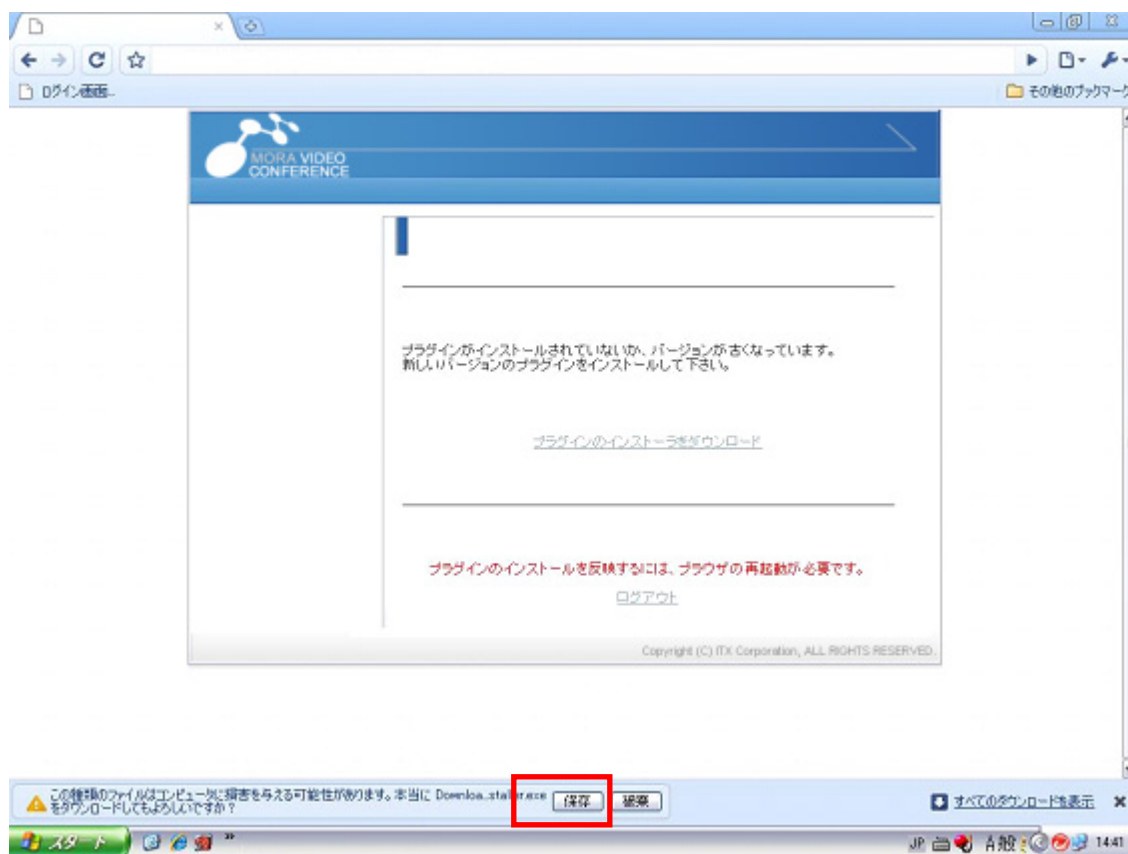 ログイン画面..
その他のブックマーク
MORA VIDEO
CONFERENCE
プラグインがインストールされていないか、バージョンが古くなっています。
新しいバージョンのプラグインをインストールして下さい。
プラグインのインストーラをダウンロード
プラグインのインストールを反映するには、ブラウザの再起動が必要です。
ログアウト
Copyright (C) ITX Corporation, ALL RIGHTS RESERVED.
この種類のファイルはコンピュータに損害を与える可能性があります。本当に Downloa...staller.exe
をダウンロードしてもよろしいですか?
保存
破棄
すべてのダウンロードを表示
スタート
JP
A 般
14:41